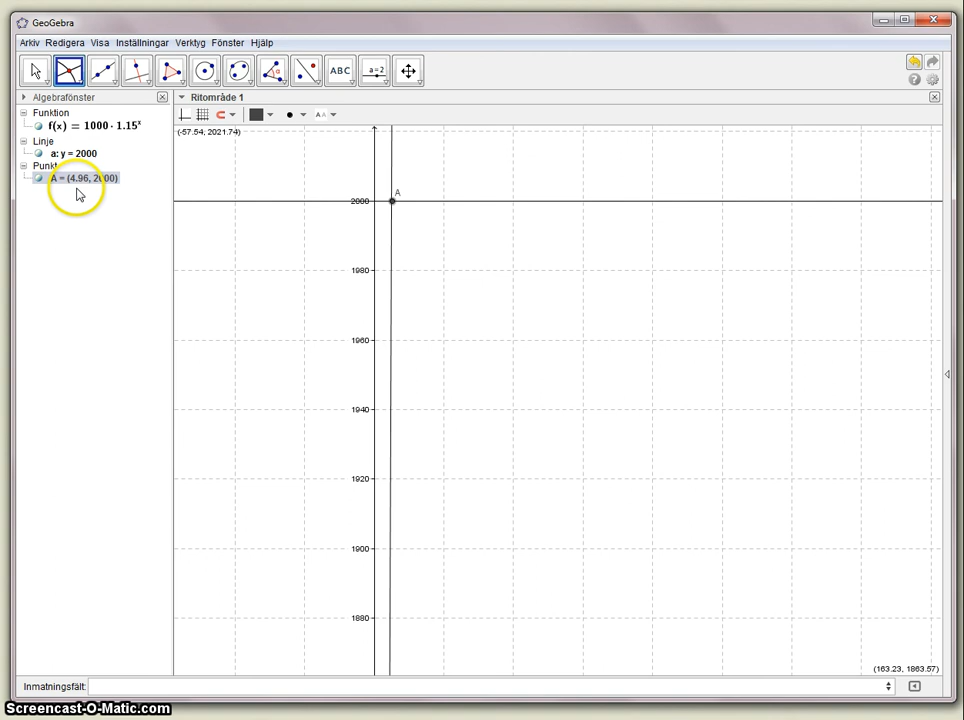 GeoGebra
Arkiv Redigera Visa Inställningar Verktyg Fönster Hjälp
ABC a=2
Algebrafönster
Ritområde 1
Funktion
f(x) = 1000 · 1.15ˣ
Linje
a: y = 2000
Punkt
A = (4.96, 2000)
AA
(-57.54, 2021.74)
A
2000
1980
1960
1940
1920
1900
1880
(163.23, 1863.57)
Inmatningsfält:
Screencast-O-Matic.com